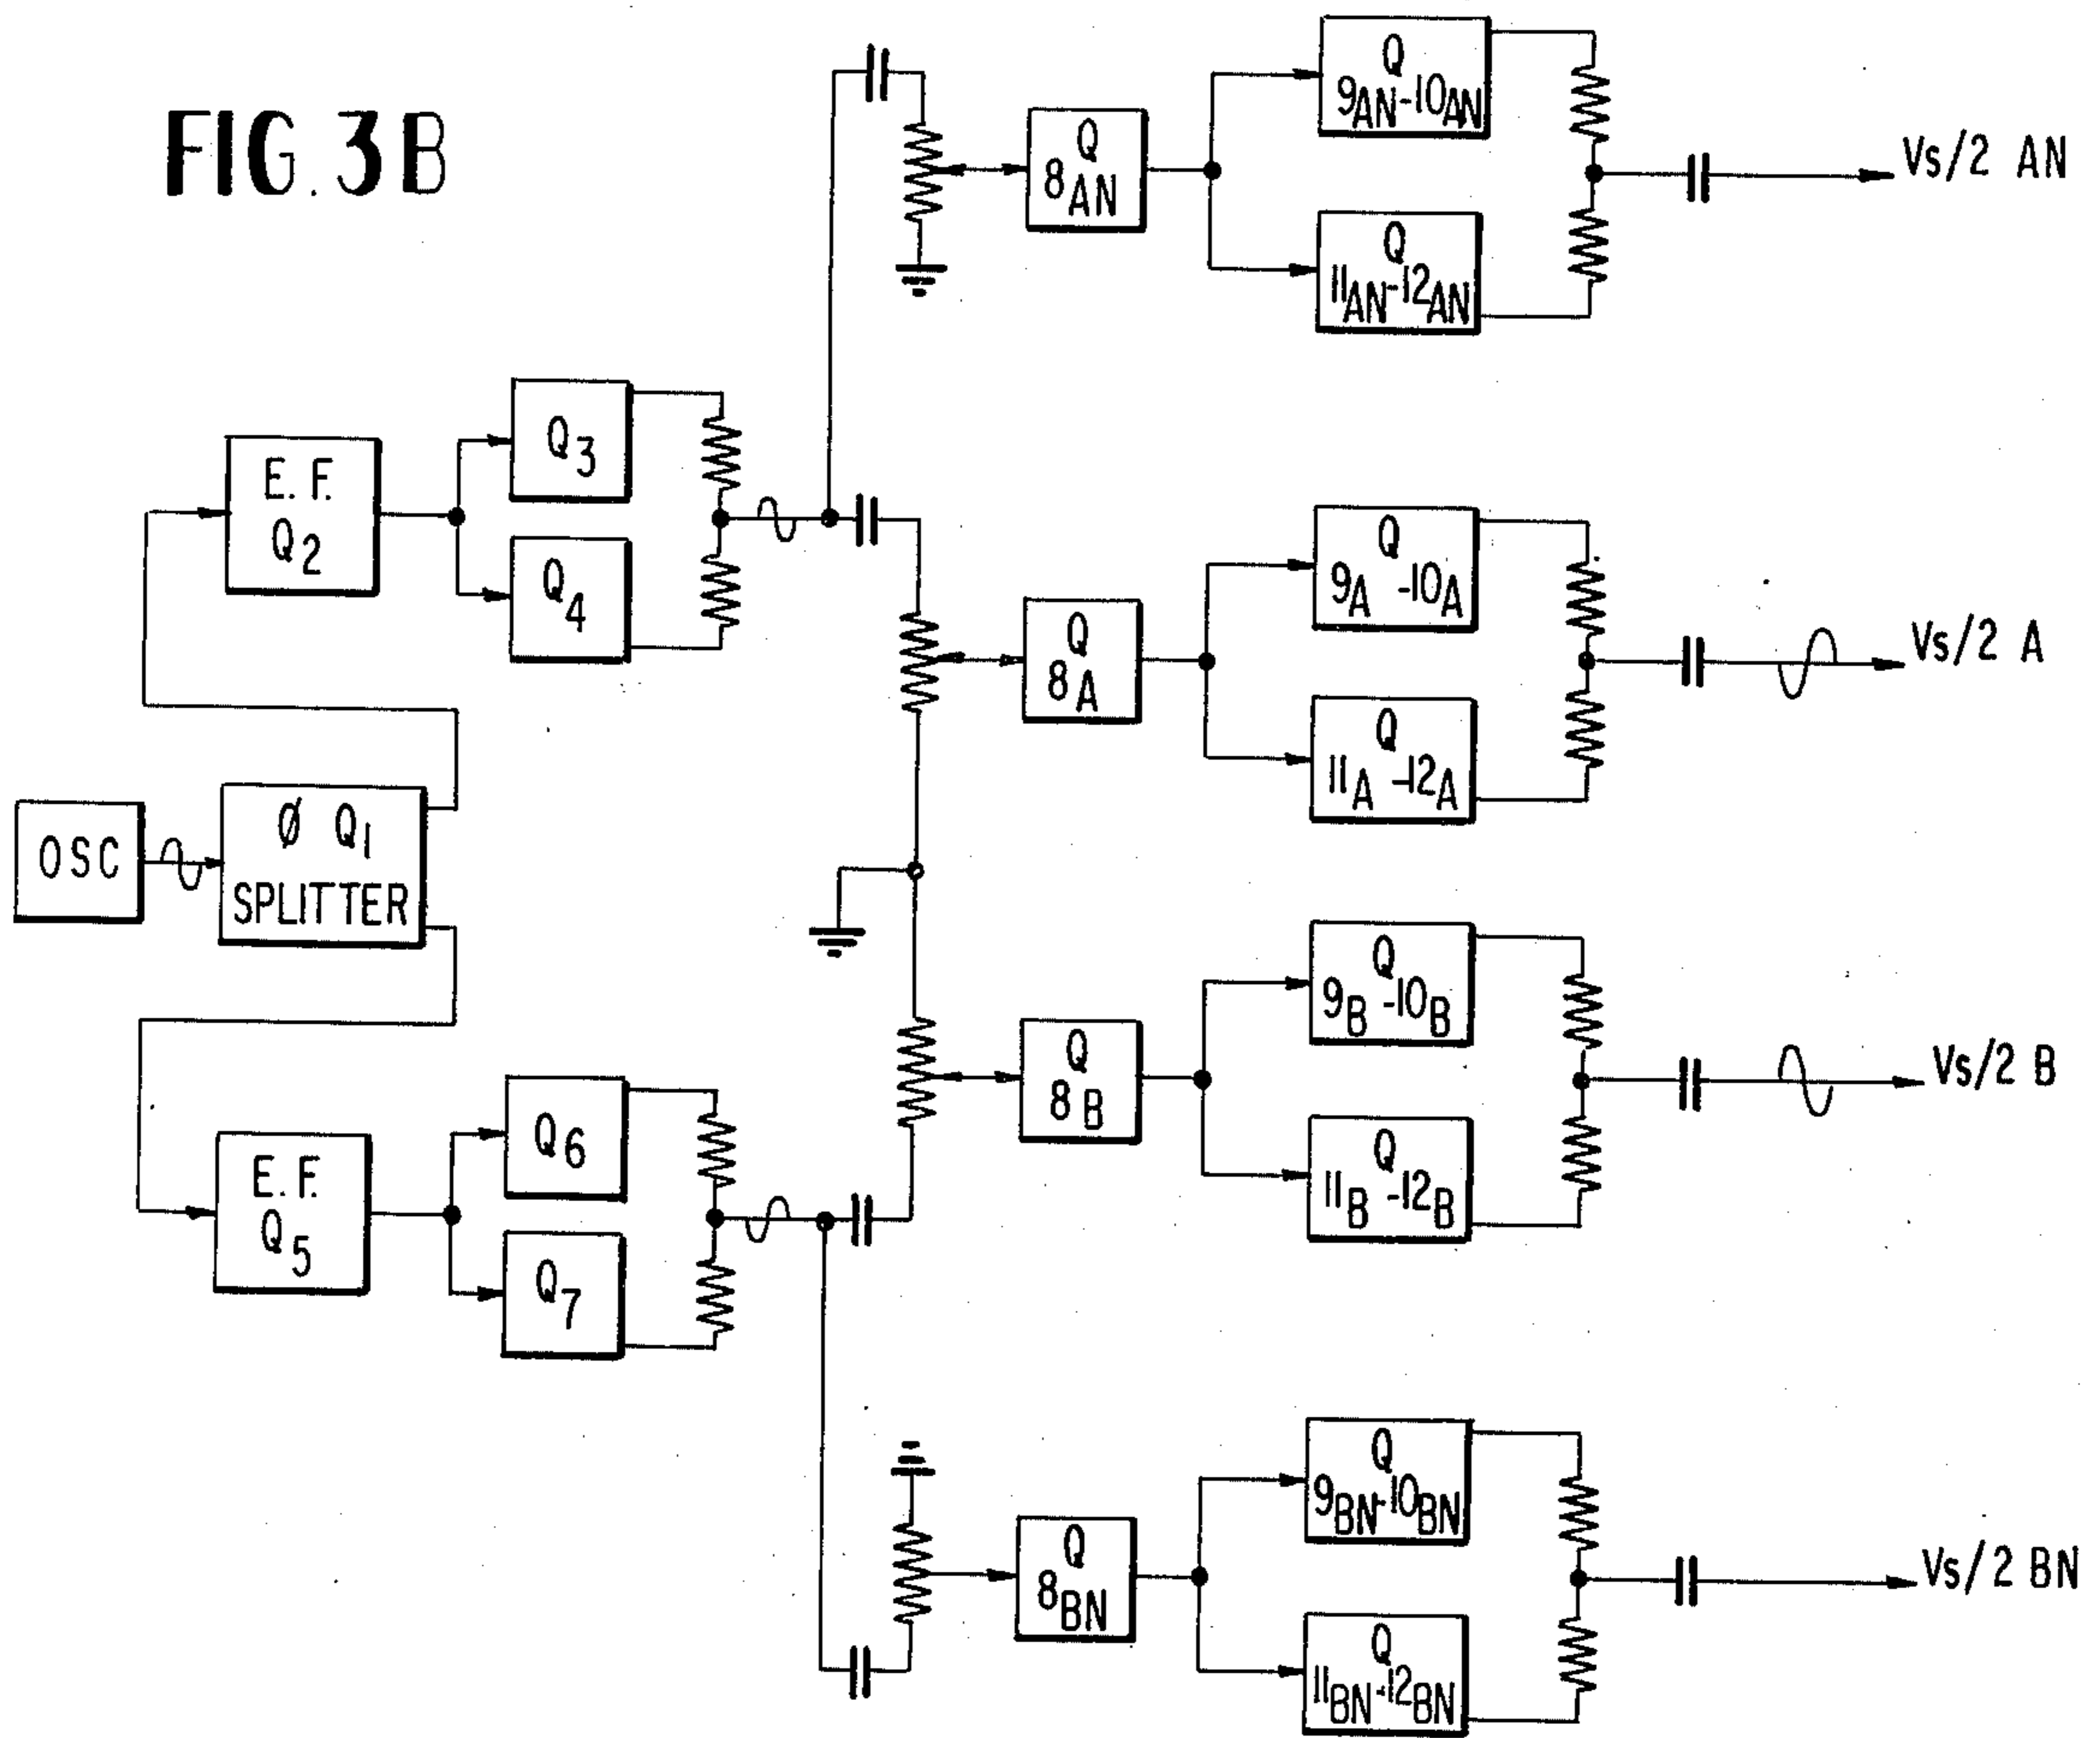 FIG. 3B
Q
9AN-10AN
Q
8AN
Q
11AN-12AN
Vs/2 AN
E. F.
Q2
Q3
Q4
Q
8A
Q
9A -10A
Q
11A -12A
Vs/2 A
OSC
Ø Q1
SPLITTER
Q
8B
Q
9B -10B
Q
11B -12B
Vs/2 B
E. F.
Q5
Q6
Q7
Q
8BN
Q
9BN-10BN
Q
11BN-12BN
Vs/2 BN